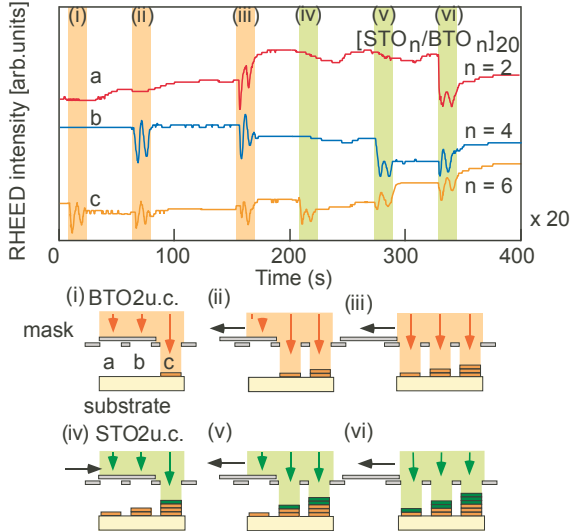 (i) (ii) (iii) (iv) (v) (vi)
[STOn/BTOn]20
RHEED intensity [arb.units]
a
n = 2
b
n = 4
c
n = 6
x 20
0 100 200 300 400
Time (s)
(i) BTO2u.c. (ii) (iii)
mask
a b c
substrate
(iv) STO2u.c. (v) (vi)